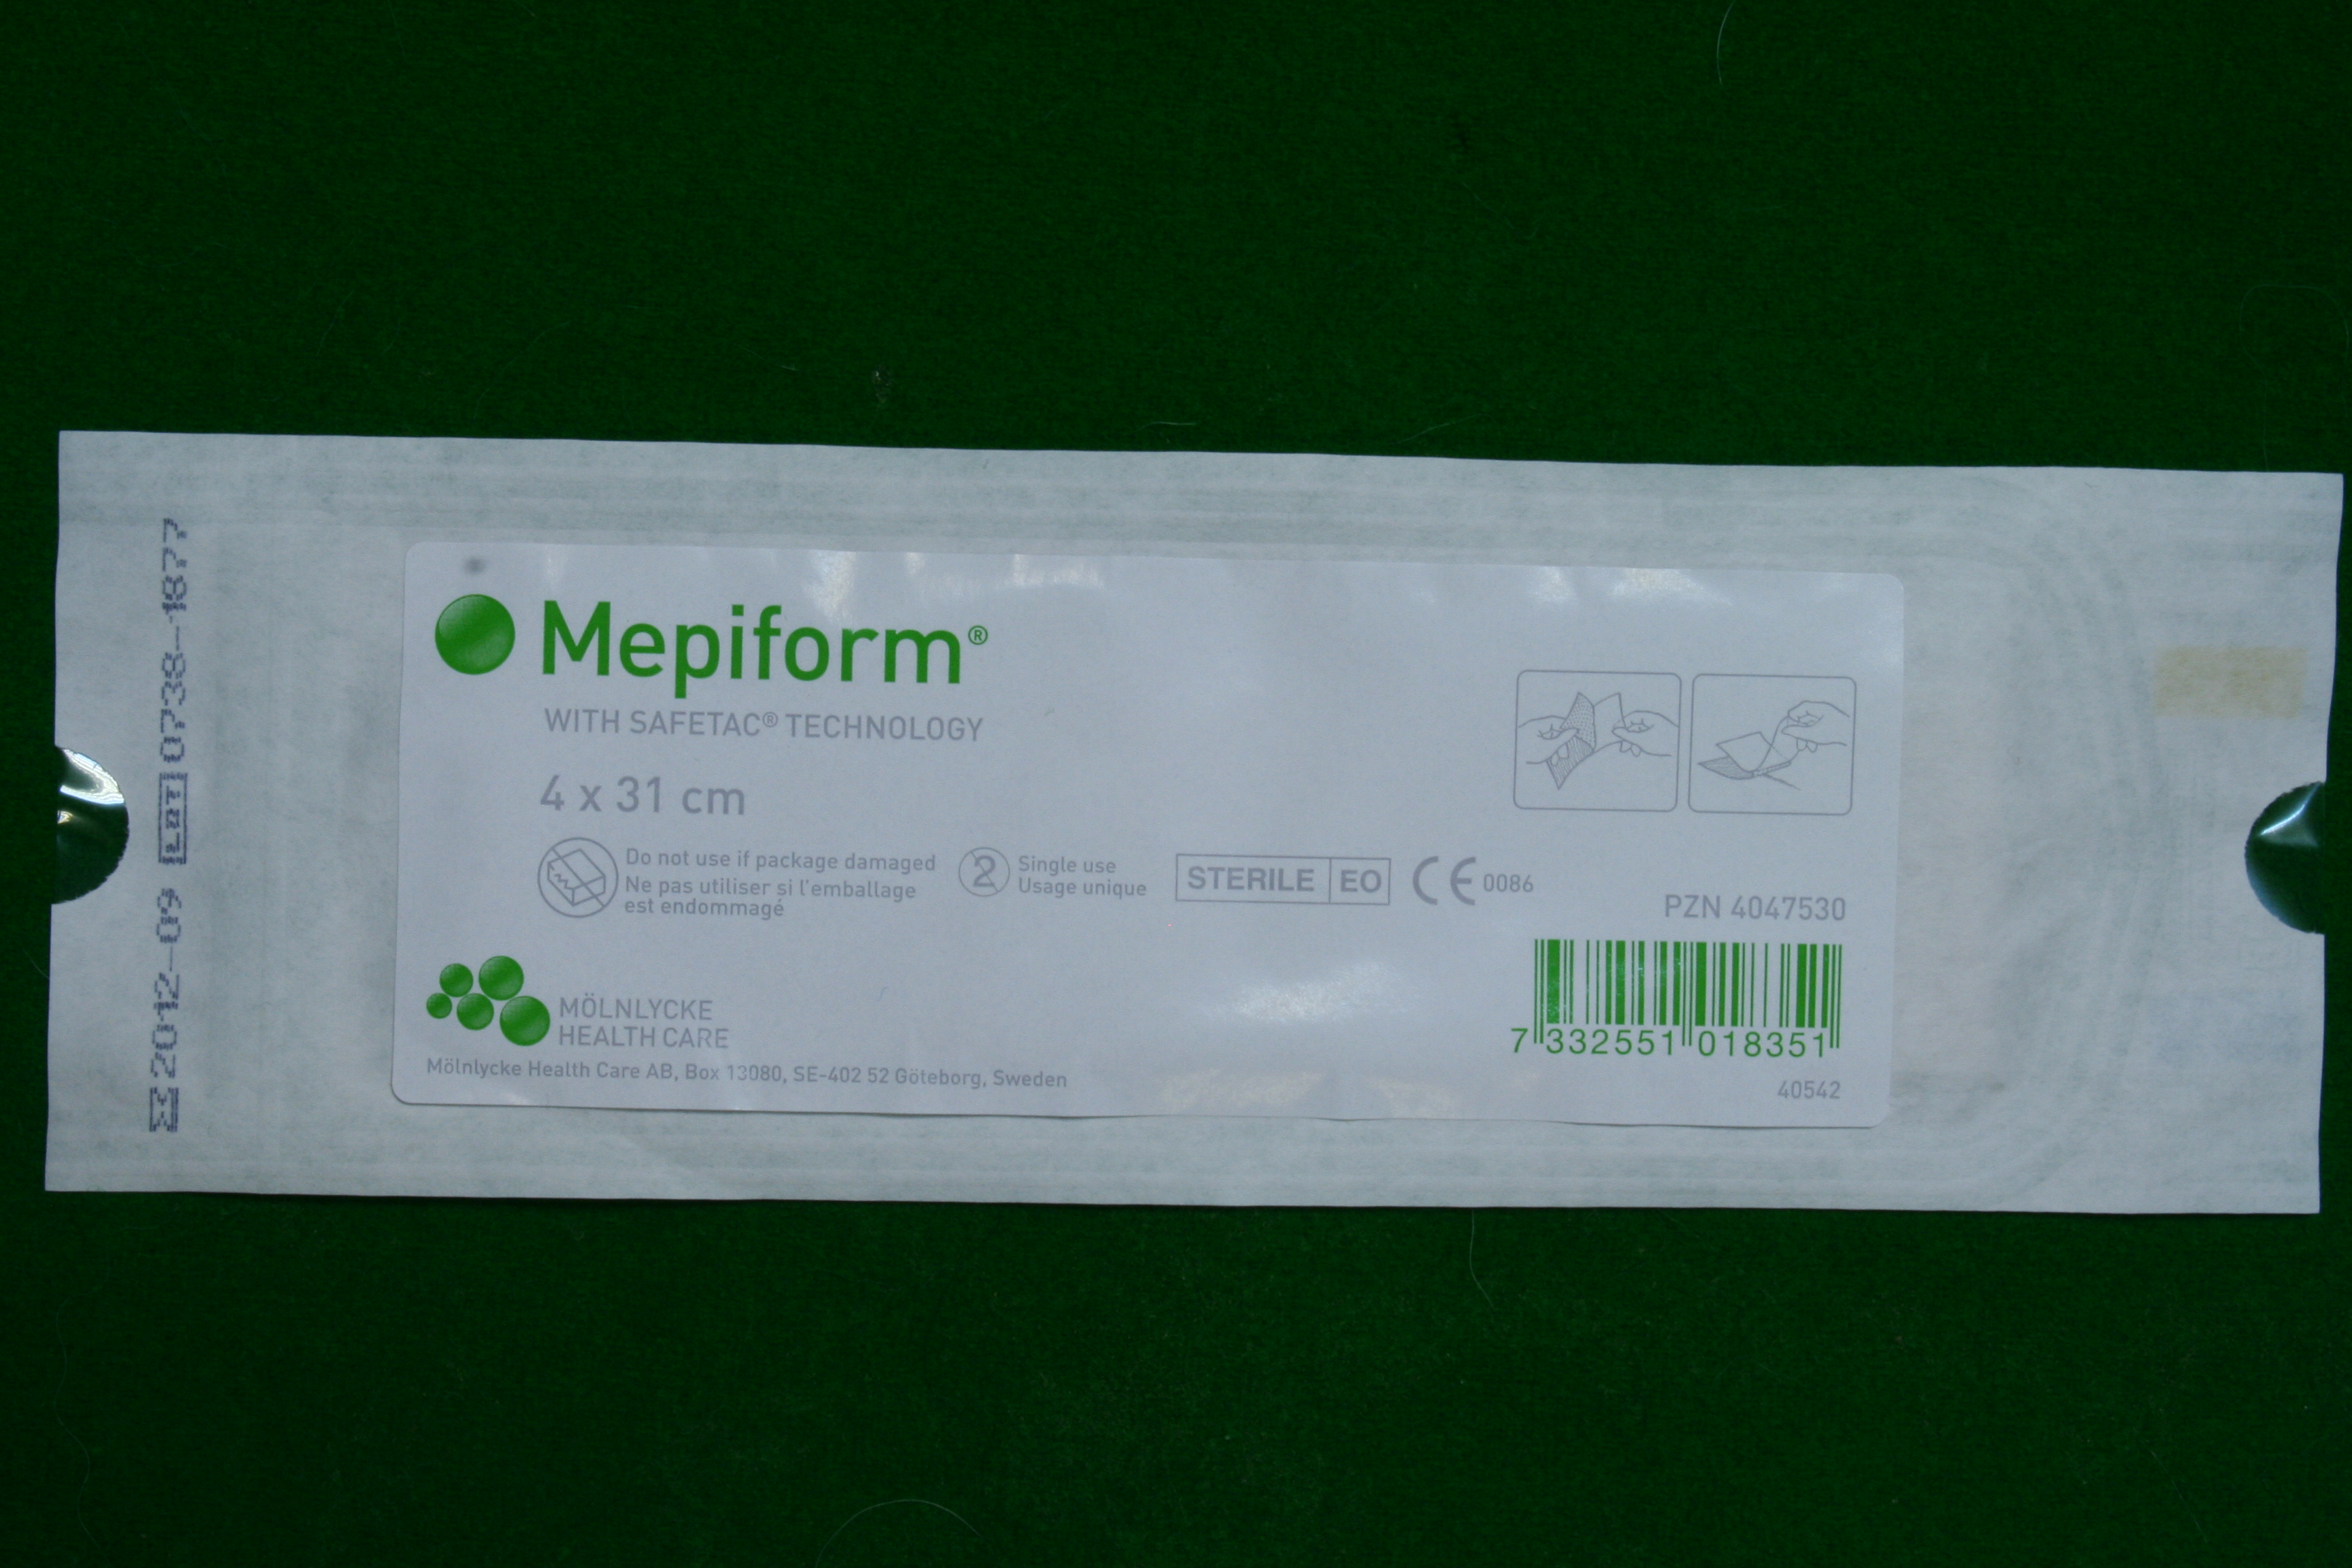 2012-09 LOT 0738-1877
Mepiform®
WITH SAFETAC® TECHNOLOGY
4 x 31 cm
Do not use if package damaged
Ne pas utiliser si l'emballage
est endommagé
2
Single use
Usage unique
STERILE EO
CE 0086
PZN 4047530
7 332551 018351
40542
MÖLNLYCKE
HEALTH CARE
Mölnlycke Health Care AB, Box 13080, SE-402 52 Göteborg, Sweden